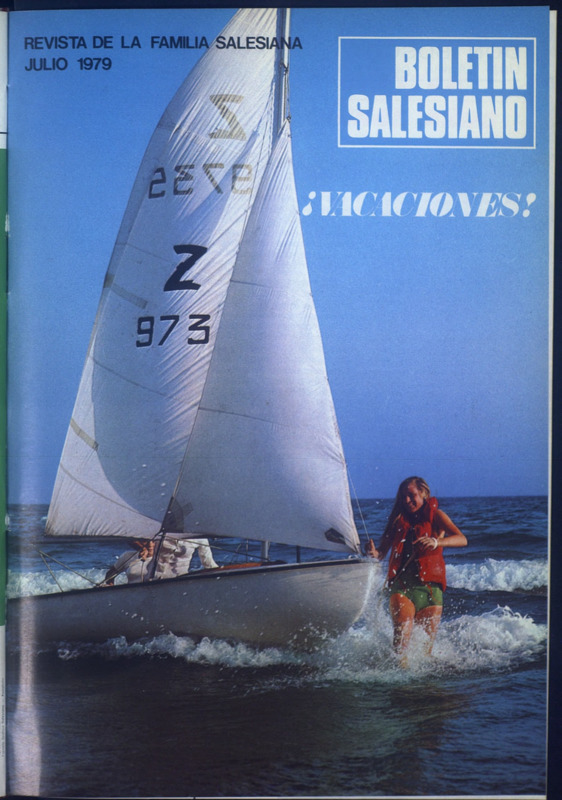 REVISTA DE LA FAMILIA SALESIANA
JULIO 1979
BOLETIN
SALESIANO
¡VACACIONES!
Z
973